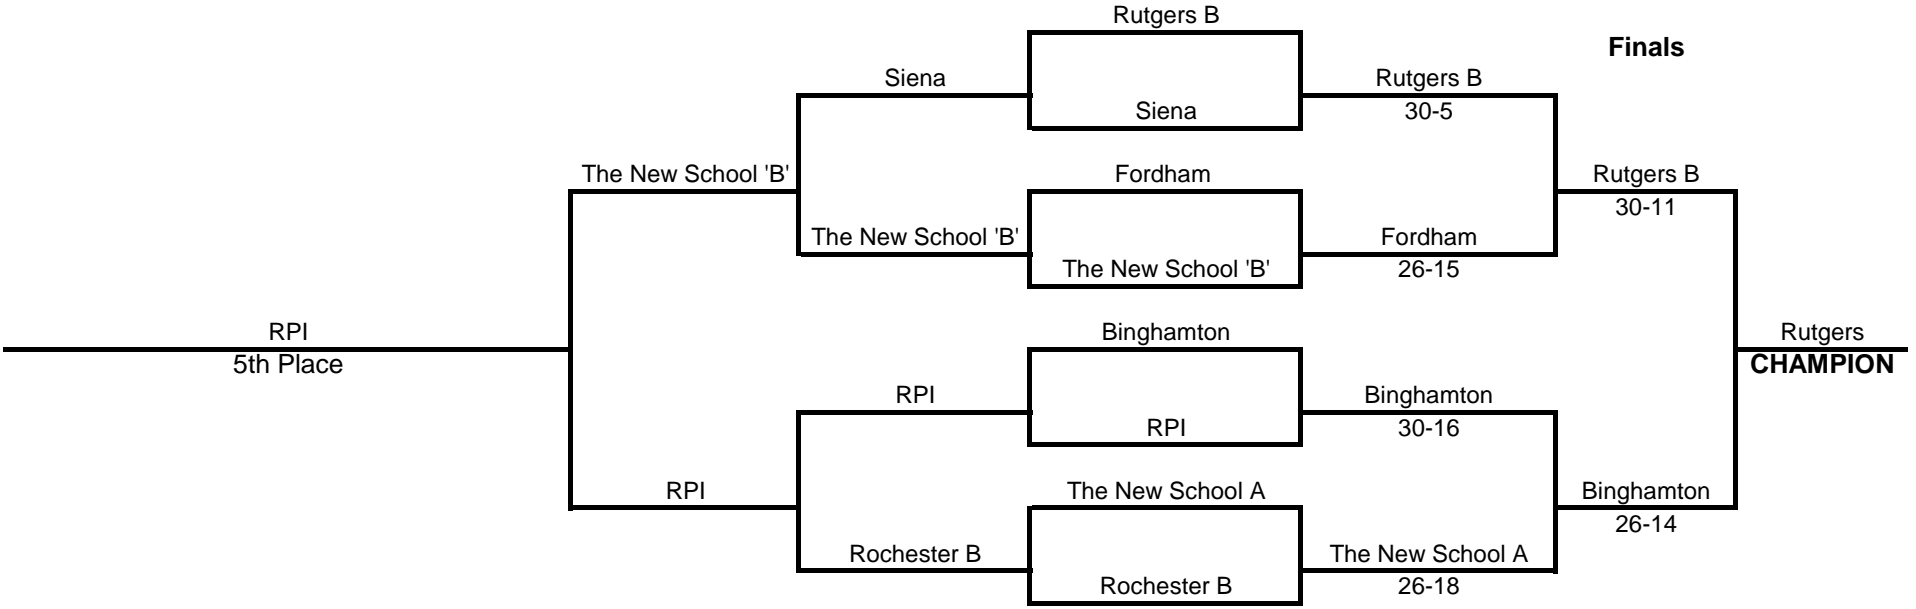 Rutgers B
Finals
Siena
Rutgers B
Siena
30-5
The New School 'B'
Fordham
Rutgers B
30-11
The New School 'B'
Fordham
The New School 'B'
26-15
RPI
Binghamton
Rutgers
5th Place
CHAMPION
RPI
Binghamton
RPI
30-16
RPI
The New School A
Binghamton
26-14
Rochester B
The New School A
Rochester B
26-18